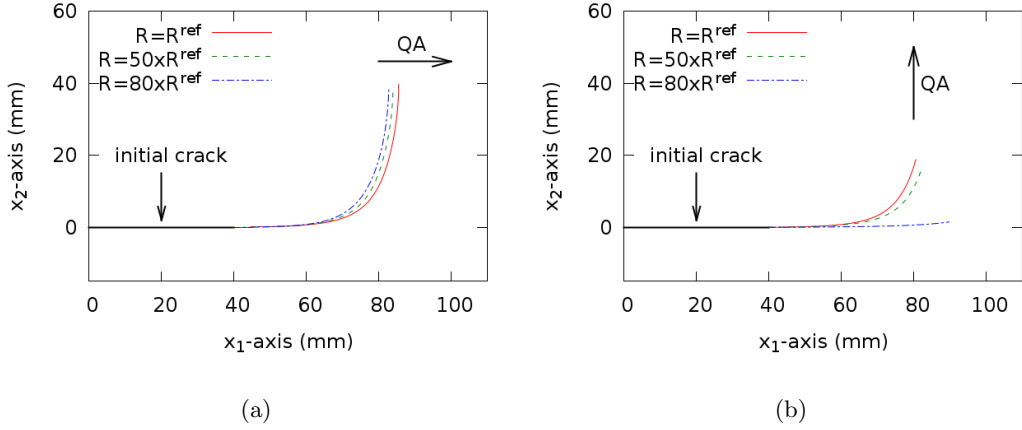 60
40
20
0
x2-axis (mm)
R=R^ref
R=50xR^ref
R=80xR^ref
QA
initial crack
0 20 40 60 80 100
x1-axis (mm)
(a)
60
40
20
0
x2-axis (mm)
R=R^ref
R=50xR^ref
R=80xR^ref
QA
initial crack
0 20 40 60 80 100
x1-axis (mm)
(b)